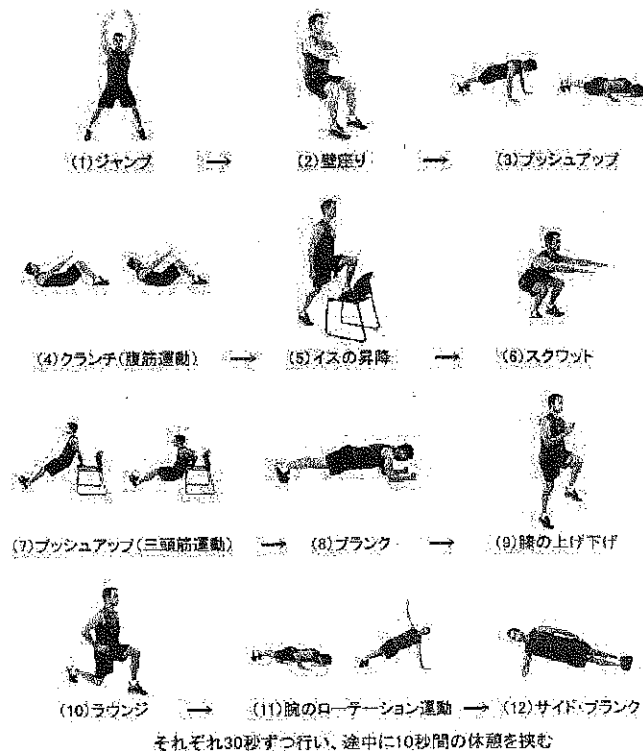 (1)ジャンプ → (2)壁座り → (3)プッシュアップ
(4)クランチ(腹筋運動) → (5)イスの昇降 → (6)スクワット
(7)プッシュアップ(三頭筋運動) → (8)プランク → (9)膝の上げ下げ
(10)ラウンジ → (11)腕のローテーション運動 → (12)サイド・プランク
それぞれ30秒ずつ行い、途中に10秒間の休憩を挟む